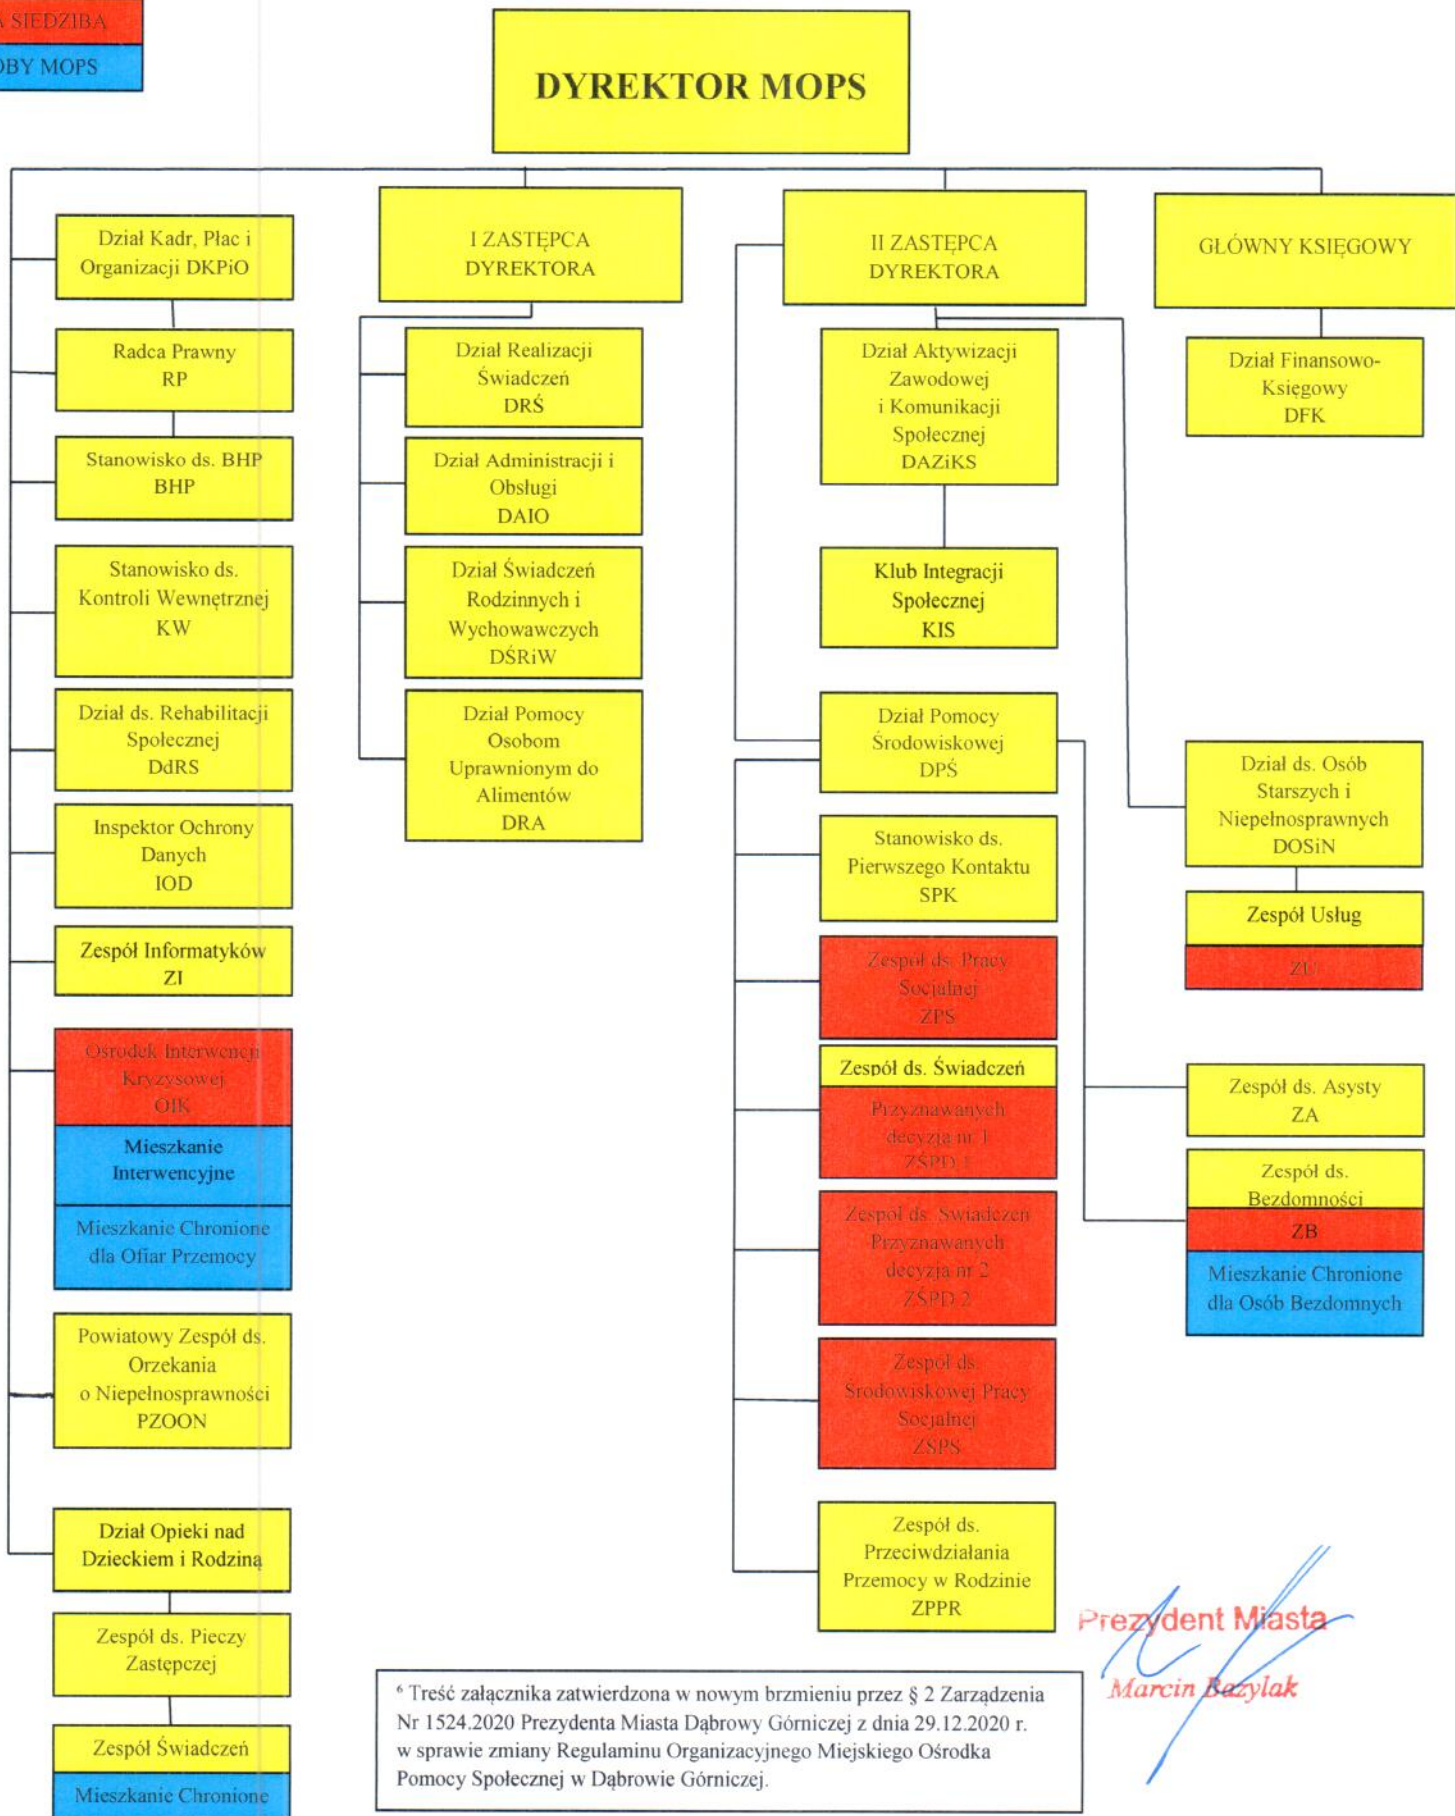 A SIEDZIBA
OBY MOPS
DYREKTOR MOPS
Dział Kadr, Płac i
Organizacji DKPiO
Radca Prawny
RP
Stanowisko ds. BHP
BHP
Stanowisko ds.
Kontroli Wewnętrznej
KW
Dział ds. Rehabilitacji
Społecznej
DdRS
Inspektor Ochrony
Danych
IOD
Zespół Informatyków
ZI
Ośrodek Interwencji
Kryzysowej
OIK
Mieszkanie
Interwencyjne
Mieszkanie Chronione
dla Ofiar Przemocy
Powiatowy Zespół ds.
Orzekania
o Niepełnosprawności
PZOON
Dział Opieki nad
Dzieckiem i Rodziną
Zespół ds. Pieczy
Zastępczej
Zespół Świadczeń
Mieszkanie Chronione
I ZASTĘPCA
DYREKTORA
Dział Realizacji
Świadczeń
DRŚ
Dział Administracji i
Obsługi
DAIO
Dział Świadczeń
Rodzinnych i
Wychowawczych
DŚRiW
Dział Pomocy
Osobom
Uprawnionym do
Alimentów
DRA
II ZASTĘPCA
DYREKTORA
Dział Aktywizacji
Zawodowej
i Komunikacji
Społecznej
DAZiKS
Klub Integracji
Społecznej
KIS
Dział Pomocy
Środowiskowej
DPŚ
Stanowisko ds.
Pierwszego Kontaktu
SPK
Zespół ds. Pracy
Socjalnej
ZPS
Zespół ds. Świadczeń
Przyznawanych
decyzją nr 1
ZŚPD 1
Zespół ds. Świadczeń
Przyznawanych
decyzją nr 2
ZŚPD 2
Zespół ds.
Środowiskowej Pracy
Socjalnej
ZŚPS
Zespół ds.
Przeciwdziałania
Przemocy w Rodzinie
ZPPR
GŁÓWNY KSIĘGOWY
Dział Finansowo-
Księgowy
DFK
Dział ds. Osób
Starszych i
Niepełnosprawnych
DOSiN
Zespół Usług
ZU
Zespół ds. Asysty
ZA
Zespół ds.
Bezdomności
ZB
Mieszkanie Chronione
dla Osób Bezdomnych
Prezydent Miasta
Marcin Bazylak
⁶ Treść załącznika zatwierdzona w nowym brzmieniu przez § 2 Zarządzenia
Nr 1524.2020 Prezydenta Miasta Dąbrowy Górniczej z dnia 29.12.2020 r.
w sprawie zmiany Regulaminu Organizacyjnego Miejskiego Ośrodka
Pomocy Społecznej w Dąbrowie Górniczej.